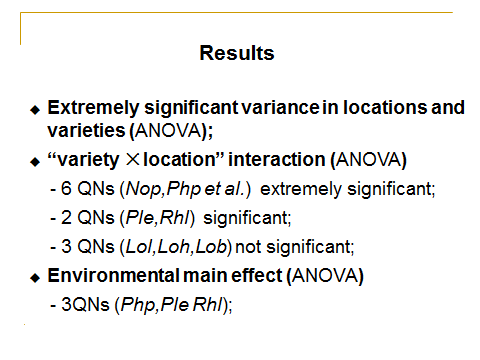 Results
◆ Extremely significant variance in locations and
varieties (ANOVA);
◆ “variety ×location” interaction (ANOVA)
- 6 QNs (Nop,Php et al.) extremely significant;
- 2 QNs (Ple,Rhl) significant;
- 3 QNs (Lol,Loh,Lob) not significant;
◆ Environmental main effect (ANOVA)
- 3QNs (Php,Ple Rhl);